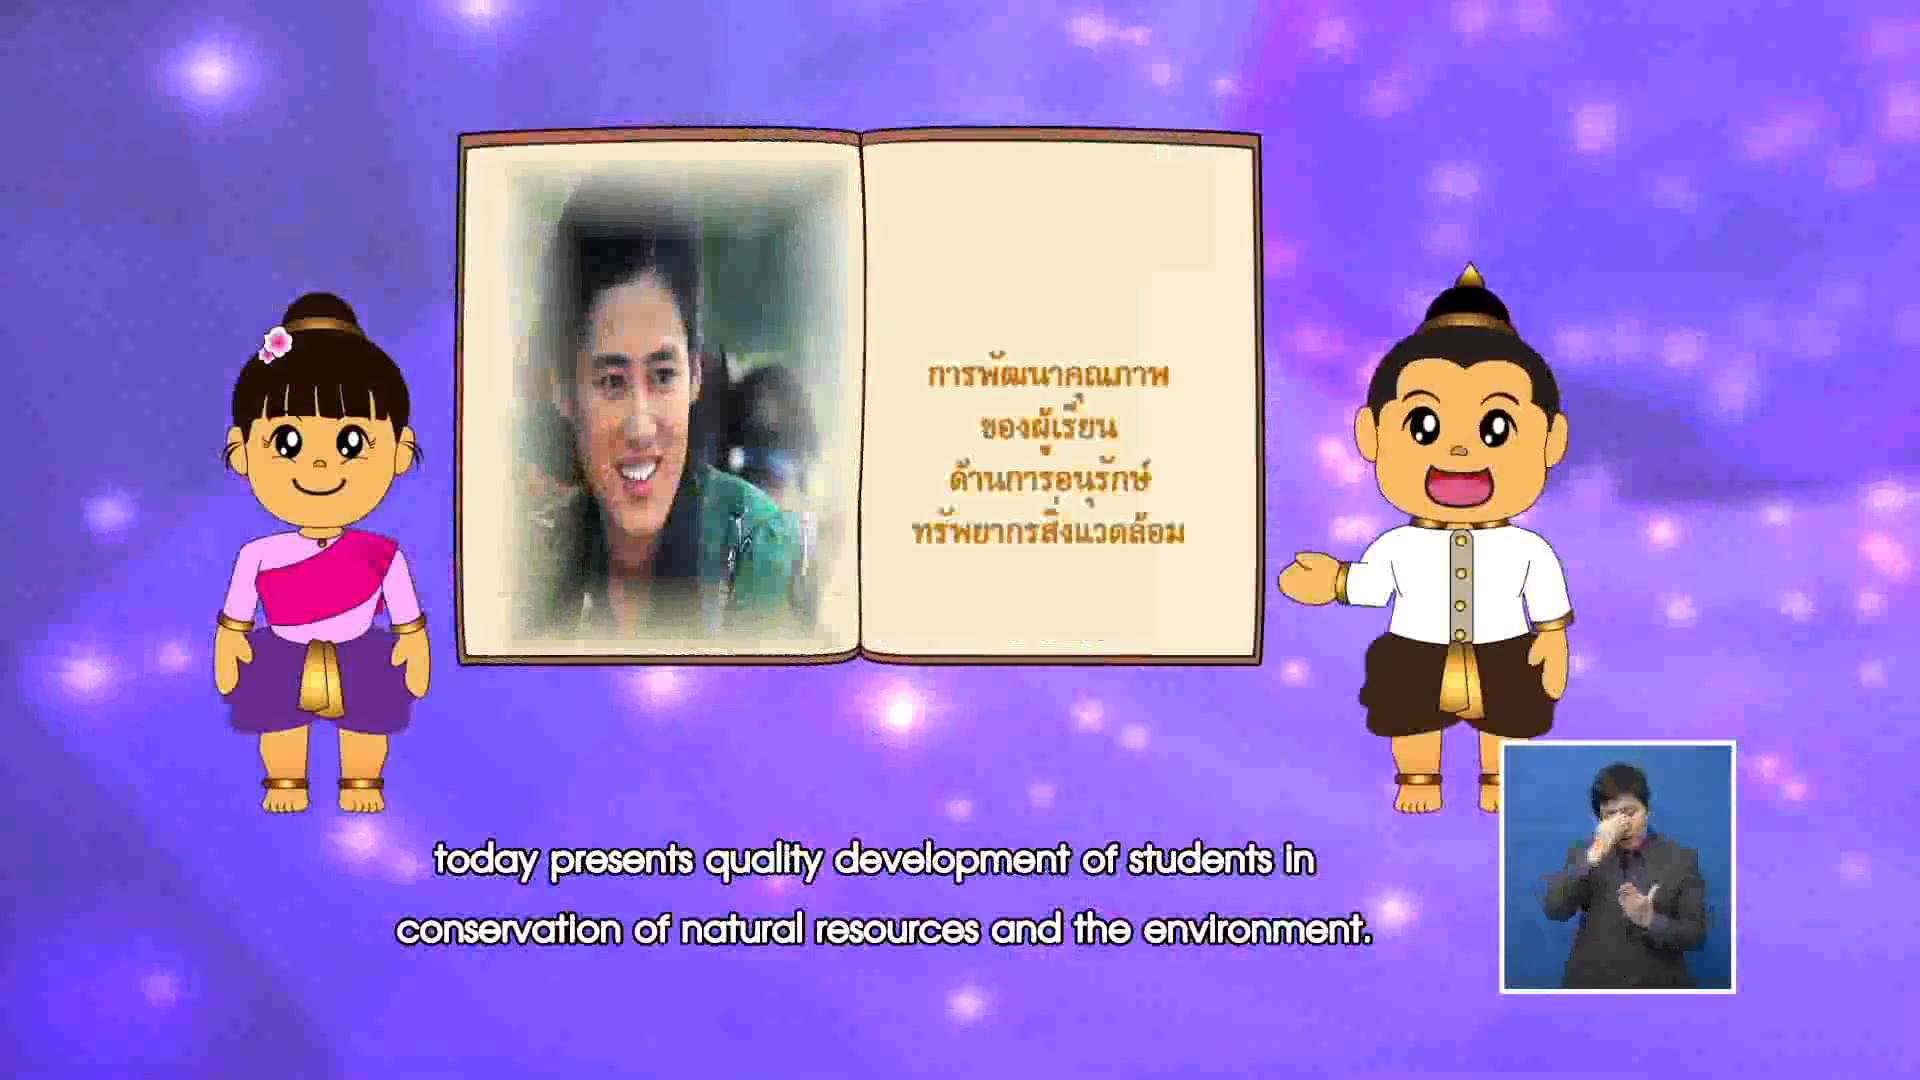 การพัฒนาคุณภาพ
ของผู้เรียน
ด้านการอนุรักษ์
ทรัพยากรสิ่งแวดล้อม
today presents quality development of students in
conservation of natural resources and the environment.